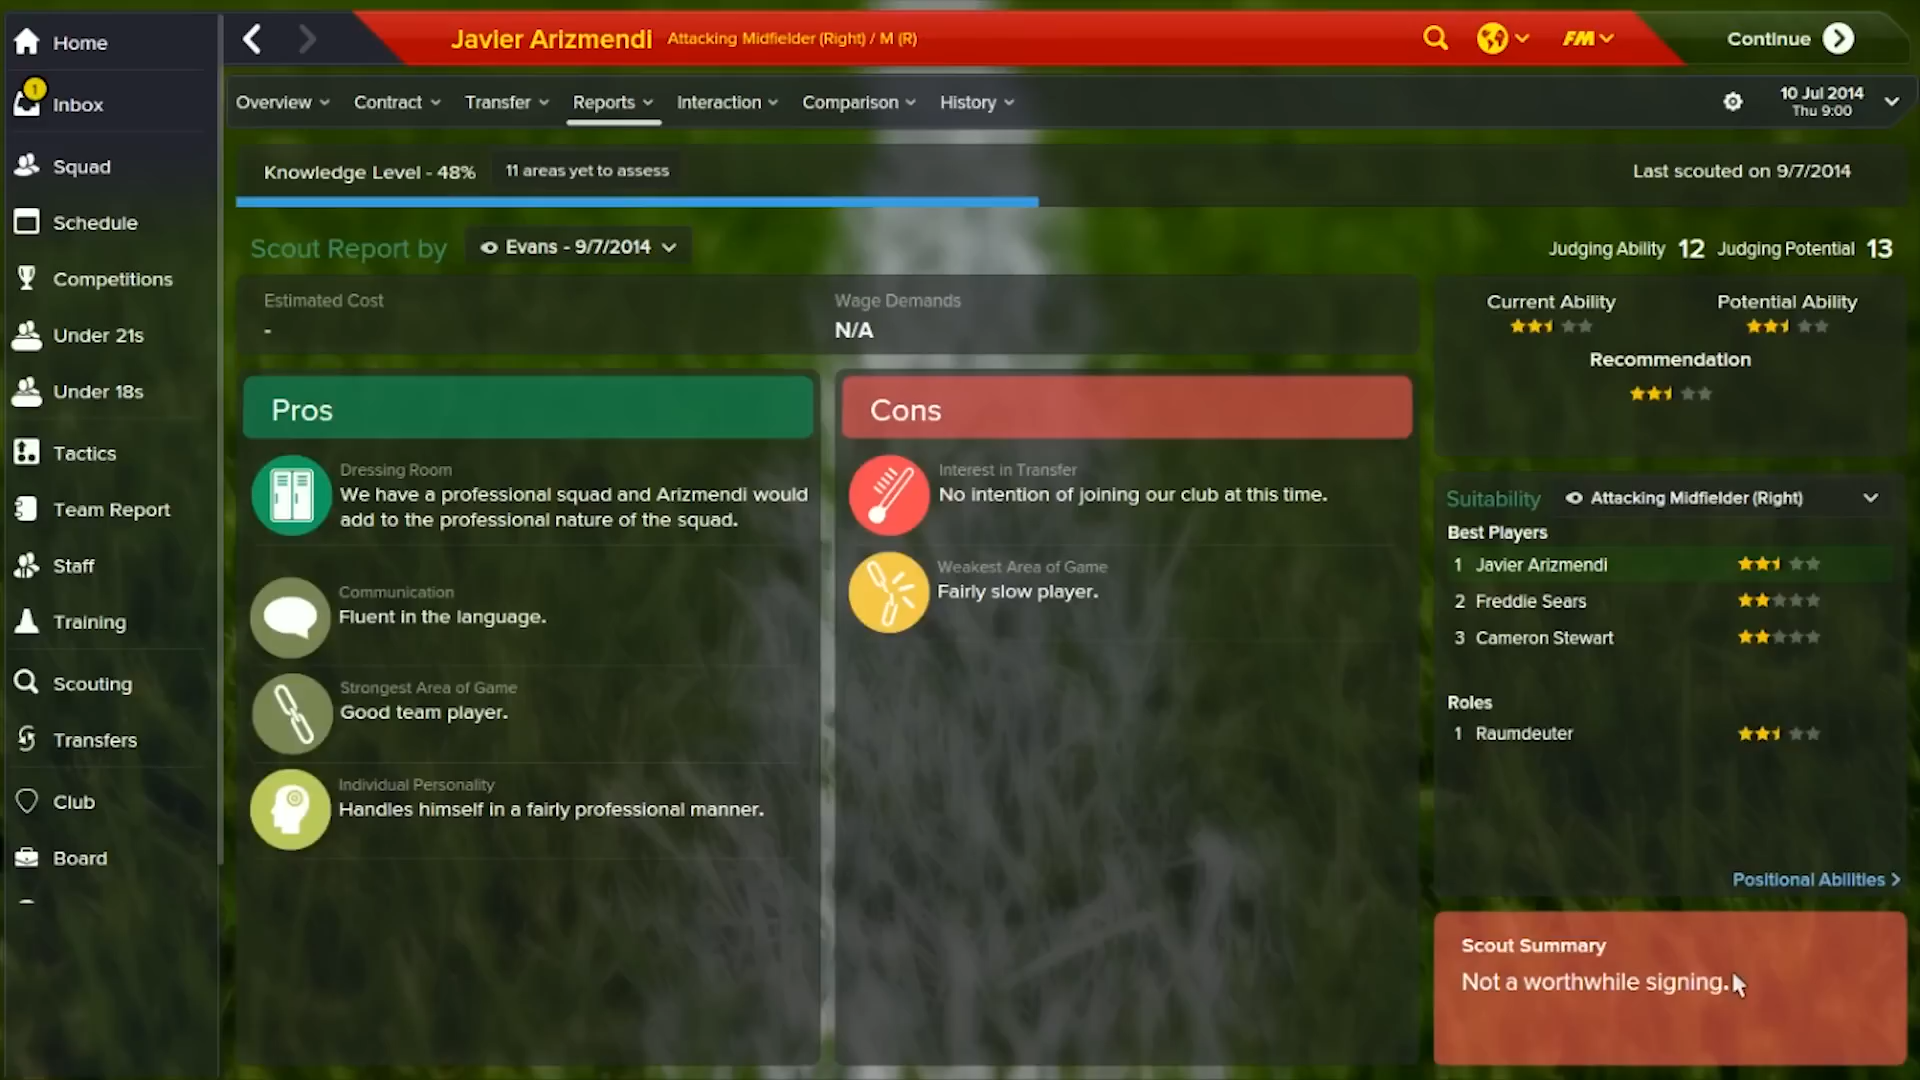 Home
Inbox
1
Squad
Schedule
Competitions
Under 21s
Under 18s
Tactics
Team Report
Staff
Training
Scouting
Transfers
Club
Board
Javier Arizmendi Attacking Midfielder (Right) / M (R)
FM
Continue
Overview Contract Transfer Reports Interaction Comparison History
10 Jul 2014
Thu 9:00
Knowledge Level - 48% 11 areas yet to assess
Last scouted on 9/7/2014
Scout Report by Evans - 9/7/2014
Judging Ability 12 Judging Potential 13
Estimated Cost
-
Wage Demands
N/A
Pros
Dressing Room
We have a professional squad and Arizmendi would
add to the professional nature of the squad.
Communication
Fluent in the language.
Strongest Area of Game
Good team player.
Individual Personality
Handles himself in a fairly professional manner.
Cons
Interest in Transfer
No intention of joining our club at this time.
Weakest Area of Game
Fairly slow player.
Current Ability
Potential Ability
Recommendation
Suitability Attacking Midfielder (Right)
Best Players
1 Javier Arizmendi
2 Freddie Sears
3 Cameron Stewart
Roles
1 Raumdeuter
Positional Abilities >
Scout Summary
Not a worthwhile signing.